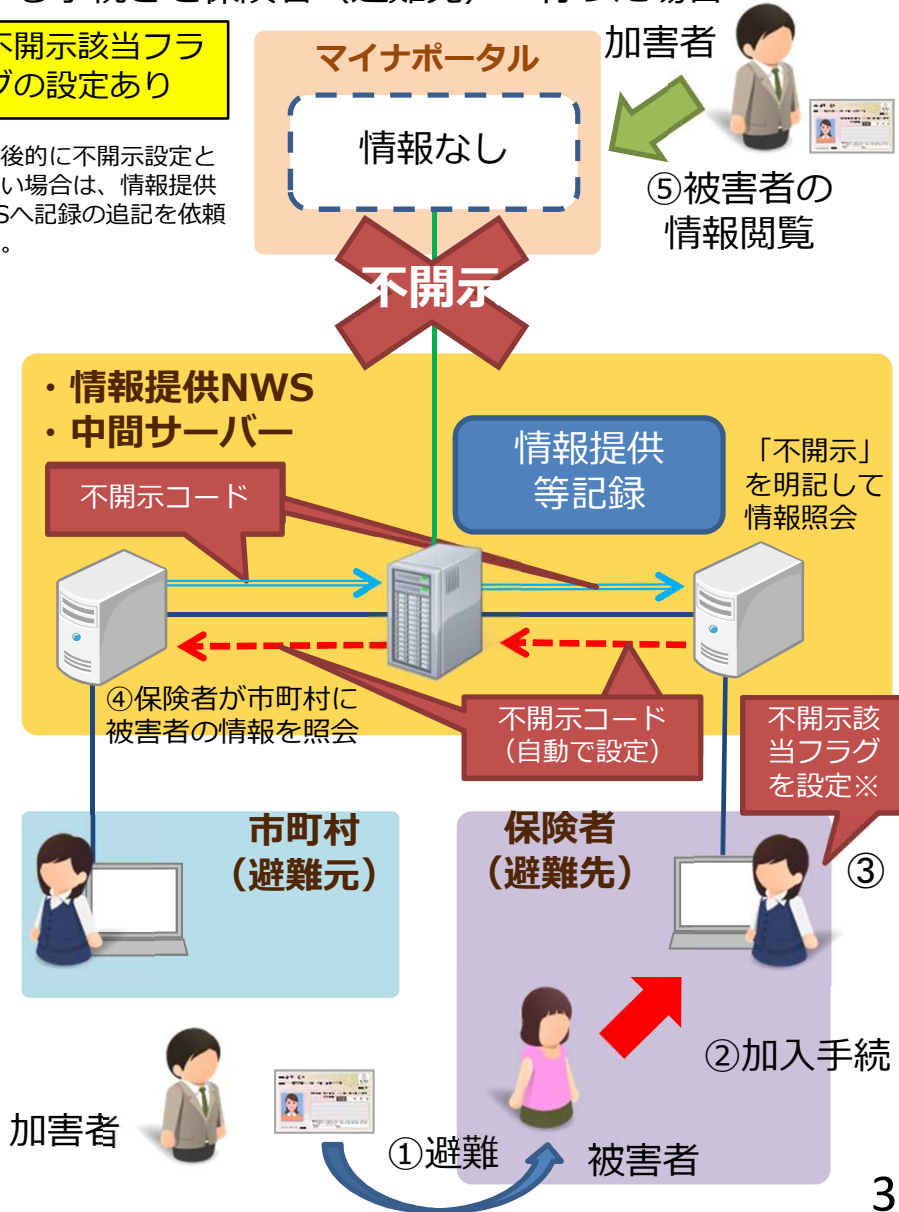 不開示該当フラ
グの設定あり
後的に不開示設定と
い場合は、情報提供
Sへ記録の追記を依頼
。
マイナポータル
情報なし
加害者
⑤被害者の
情報閲覧
不開示
・情報提供NWS
・中間サーバー
情報提供
等記録
「不開示」
を明記して
情報照会
不開示コード
④保険者が市町村に
被害者の情報を照会
不開示コード
（自動で設定）
不開示該
当フラグ
を設定※
市町村
（避難元）
保険者
（避難先）
③
②加入手続
加害者
①避難
被害者
3